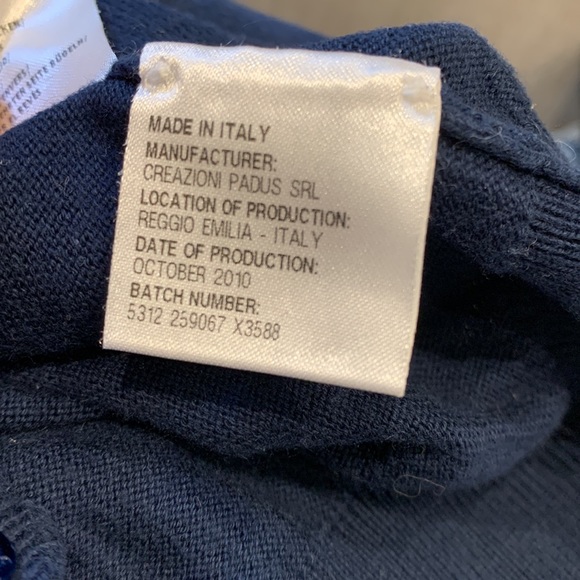 MADE IN ITALY
MANUFACTURER:
CREAZIONI PADUS SRL
LOCATION OF PRODUCTION:
REGGIO EMILIA - ITALY
DATE OF PRODUCTION:
OCTOBER 2010
BATCH NUMBER:
5312 259067 X3588